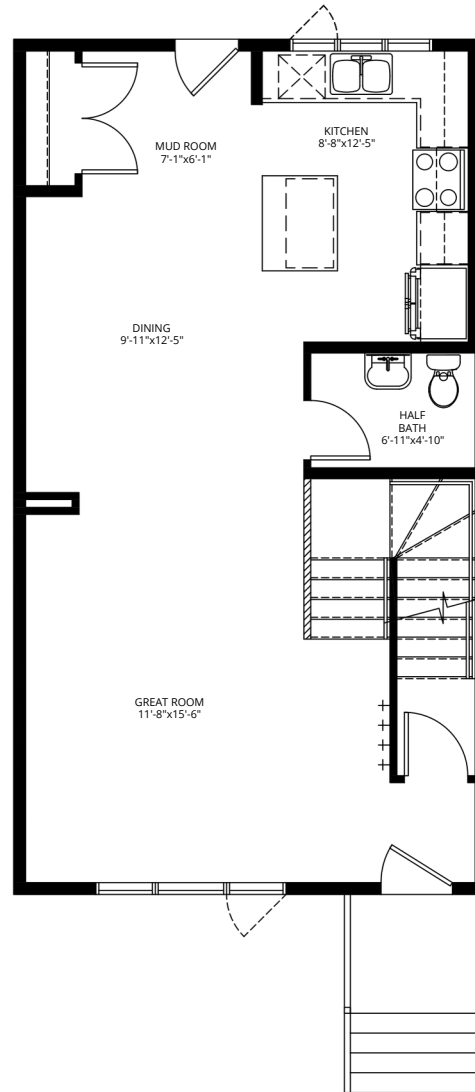 MUD ROOM
7'-1"x6'-1"
KITCHEN
8'-8"x12'-5"
DINING
9'-11"x12'-5"
HALF
BATH
6'-11"x4'-10"
GREAT ROOM
11'-8"x15'-6"